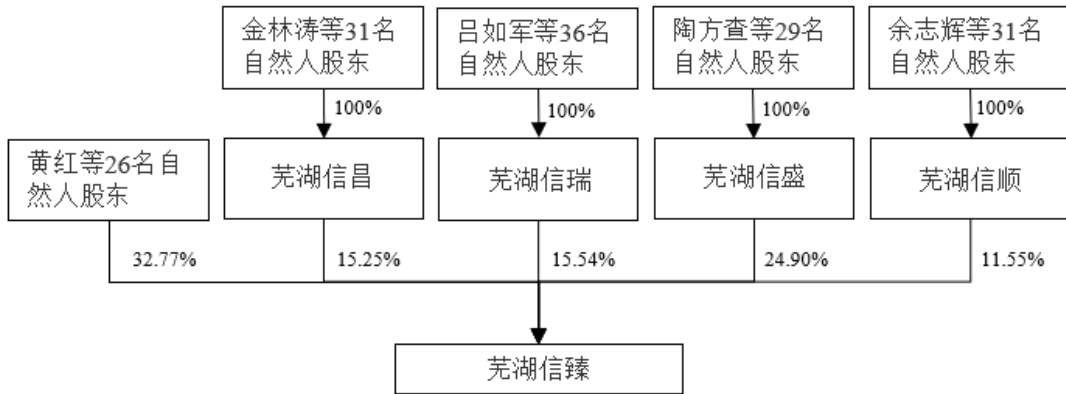 金林涛等31名
自然人股东
吕如军等36名
自然人股东
陶方查等29名
自然人股东
余志辉等31名
自然人股东
100%
100%
100%
100%
黄红等26名自
然人股东
芜湖信昌
芜湖信瑞
芜湖信盛
芜湖信顺
32.77%
15.25%
15.54%
24.90%
11.55%
芜湖信臻